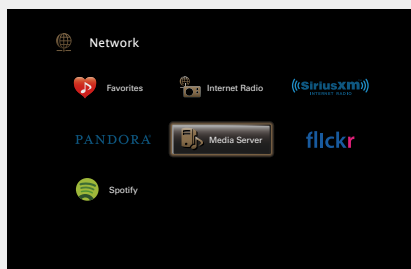 Network
Favorites
Internet Radio
((SiriusXM))
INTERNET RADIO
PANDORA
Media Server
flickr
Spotify